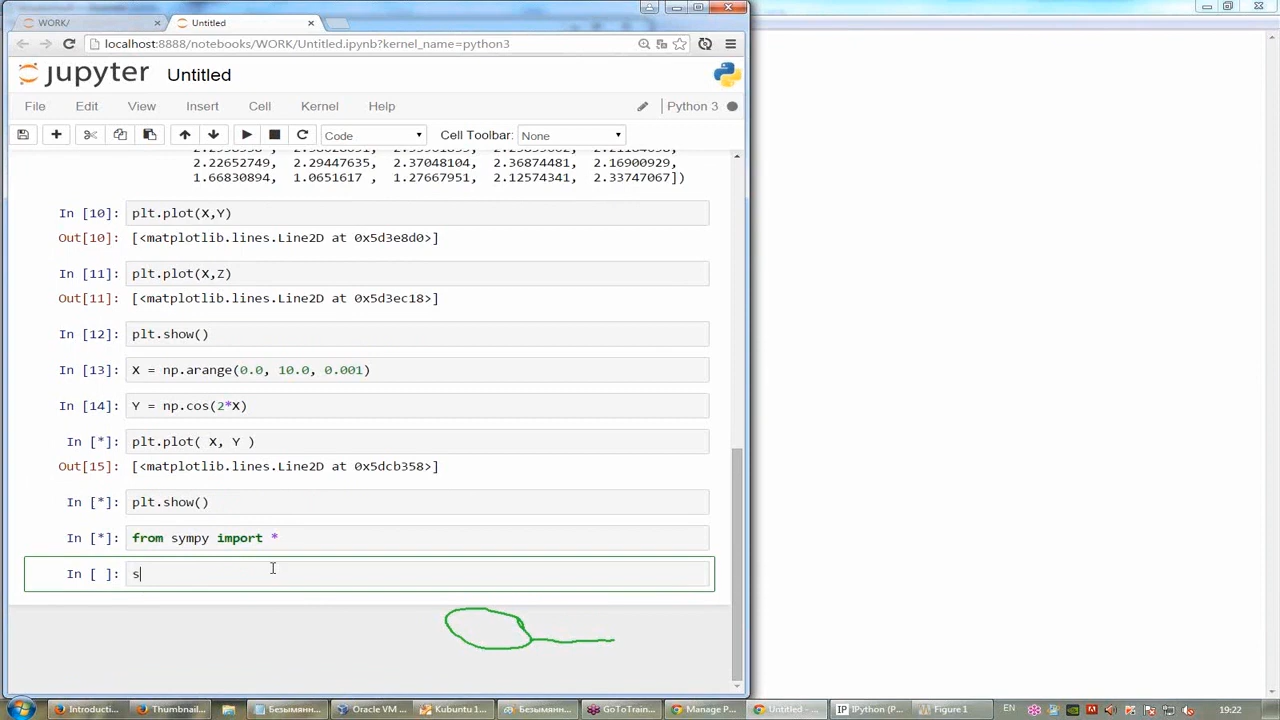 WORK/
Untitled
localhost:8888/notebooks/WORK/Untitled.ipynb?kernel_name=python3
jupyter Untitled
File Edit View Insert Cell Kernel Help Python 3
Code Cell Toolbar: None
2.22652749, 2.29447635, 2.37048104, 2.36874481, 2.16900929,
1.66830894, 1.0651617 , 1.27667951, 2.12574341, 2.33747067])
In [10]: plt.plot(X,Y)
Out[10]: [<matplotlib.lines.Line2D at 0x5d3e8d0>]
In [11]: plt.plot(X,Z)
Out[11]: [<matplotlib.lines.Line2D at 0x5d3ec18>]
In [12]: plt.show()
In [13]: X = np.arange(0.0, 10.0, 0.001)
In [14]: Y = np.cos(2*X)
In [*]: plt.plot( X, Y )
Out[15]: [<matplotlib.lines.Line2D at 0x5dcb358>]
In [*]: plt.show()
In [*]: from sympy import *
In [ ]: s
Introducti... Thumbnail... Безымянн... Oracle VM ... Kubuntu 1... Безымянн... GoToTrain... Manage P... Untitled - ... IPython (P... Figure 1 EN 19:22